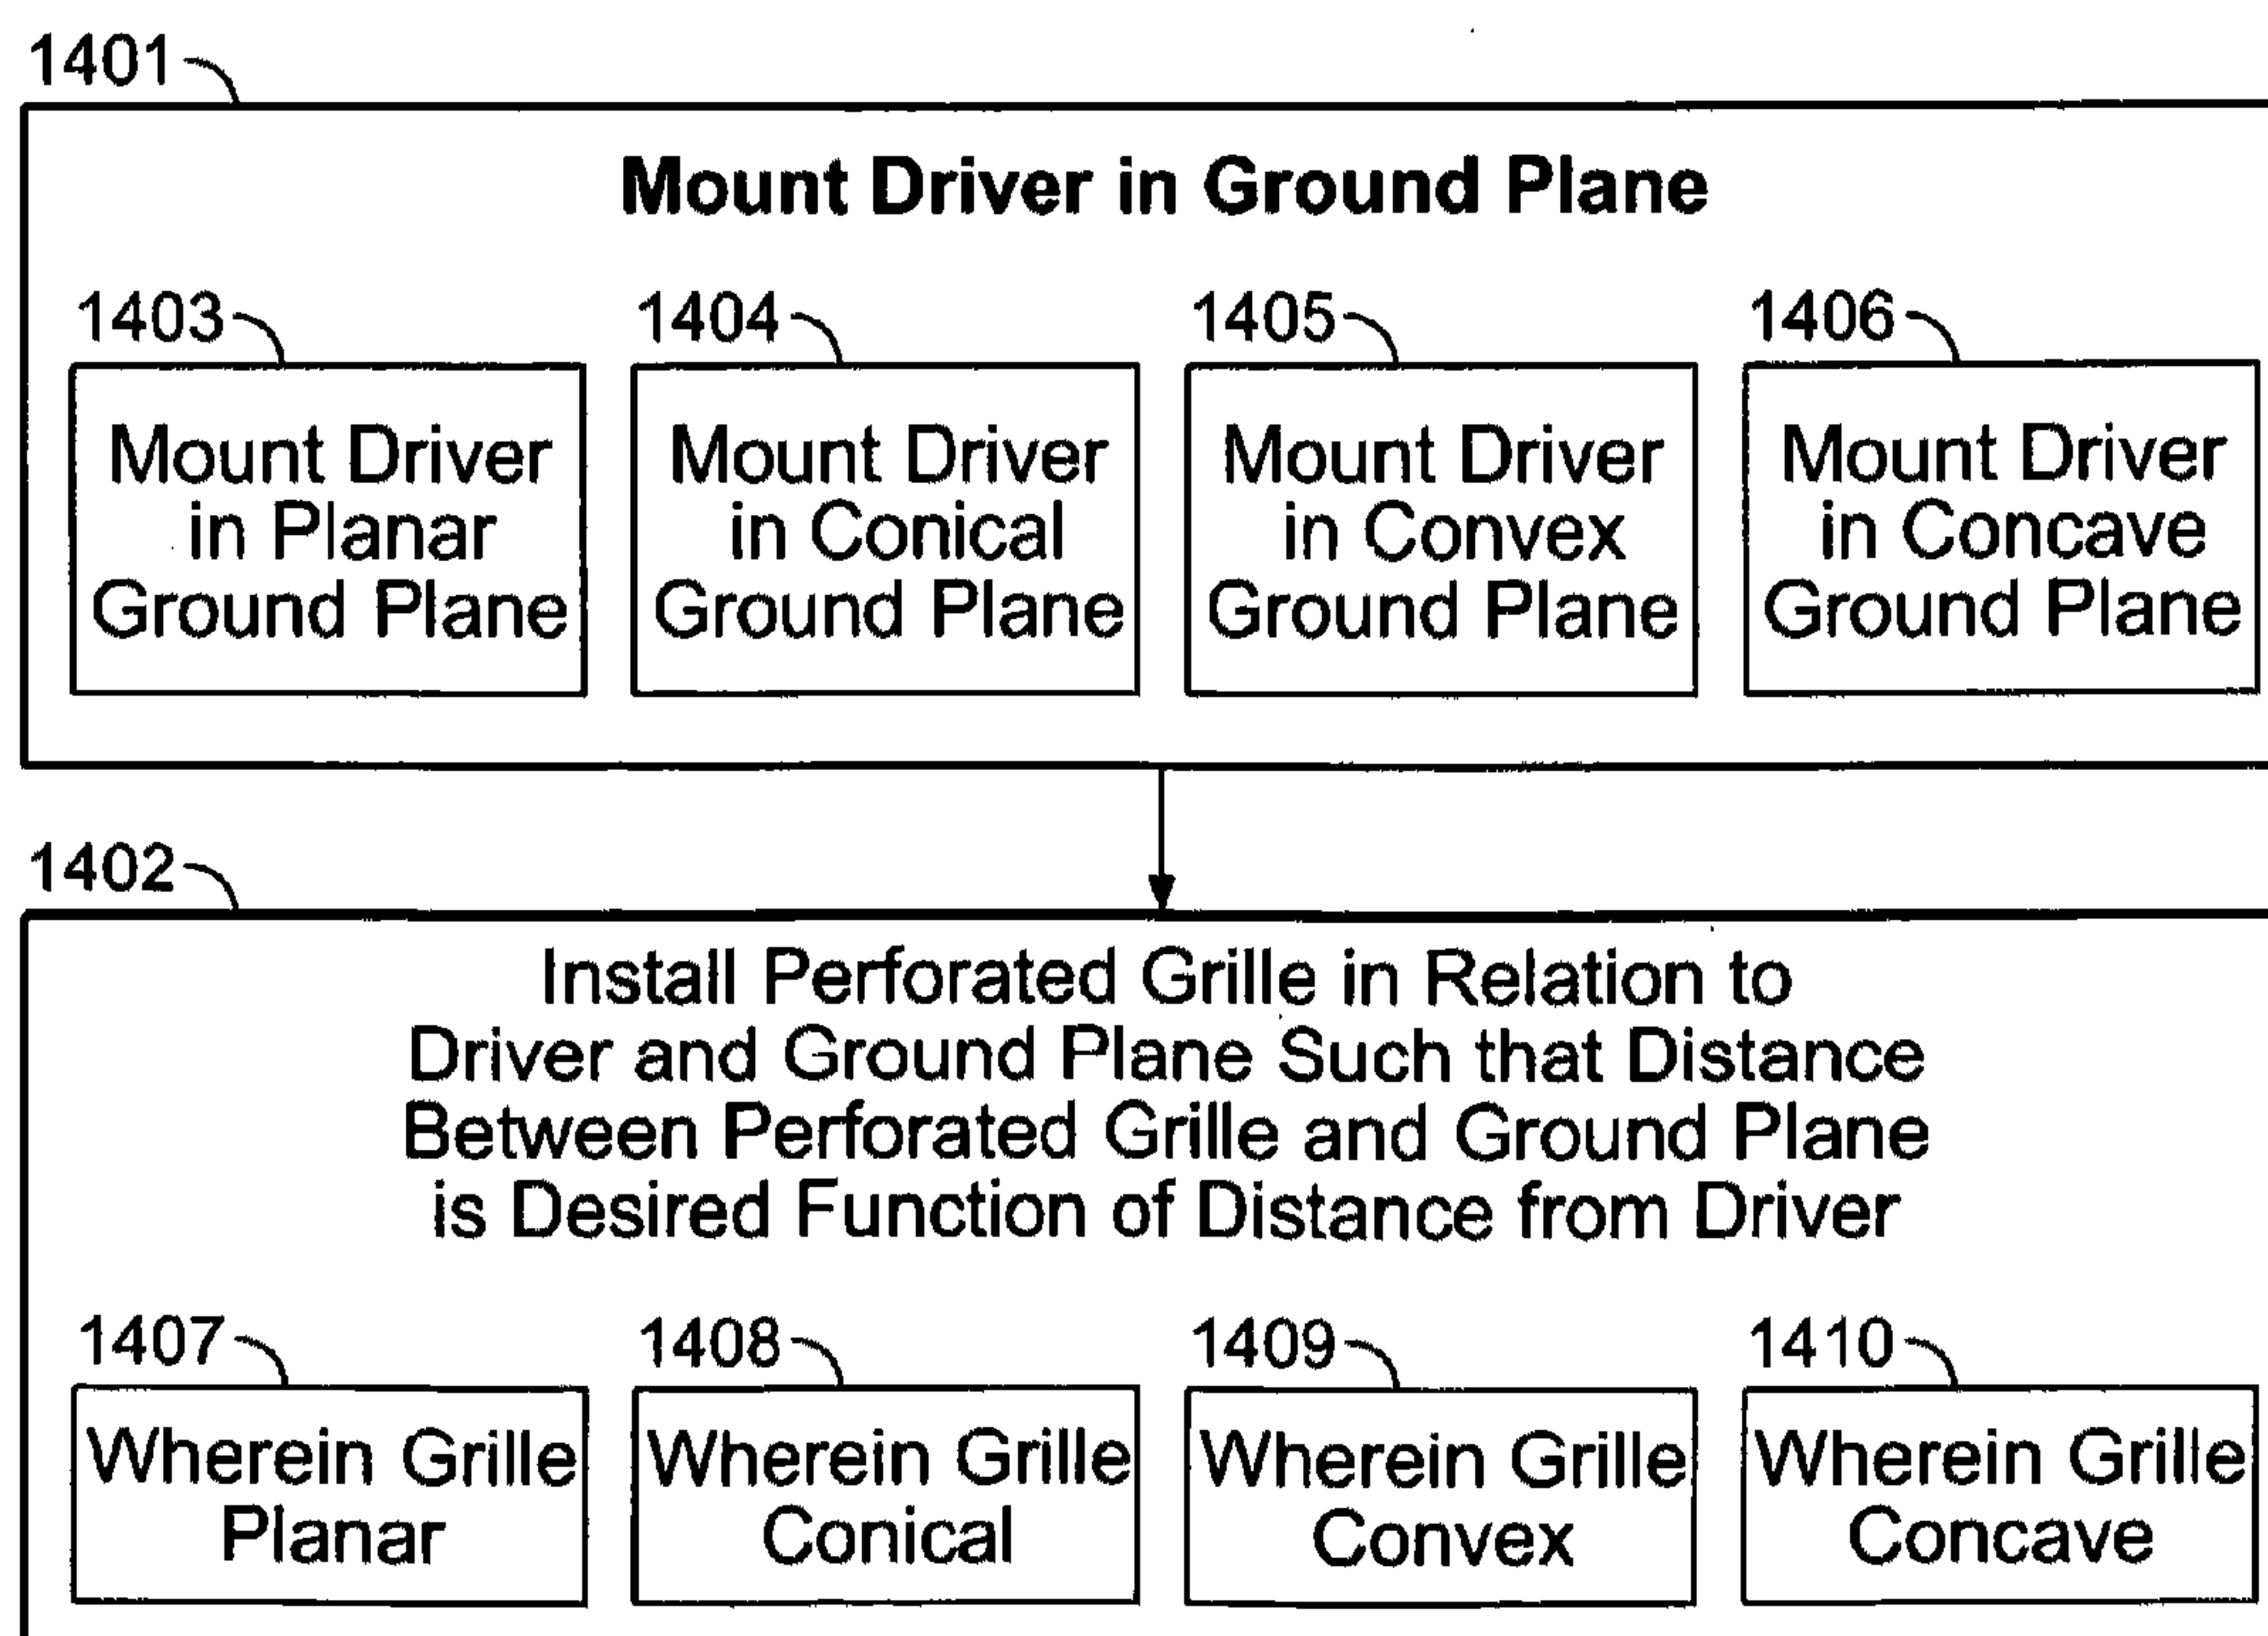 1401
Mount Driver in Ground Plane
1403
1404
1405
1406
Mount Driver
in Planar
Ground Plane
Mount Driver
in Conical
Ground Plane
Mount Driver
in Convex
Ground Plane
Mount Driver
in Concave
Ground Plane
1402
Install Perforated Grille in Relation to
Driver and Ground Plane Such that Distance
Between Perforated Grille and Ground Plane
is Desired Function of Distance from Driver
1407
1408
1409
1410
Wherein Grille
Planar
Wherein Grille
Conical
Wherein Grille
Convex
Wherein Grille
Concave